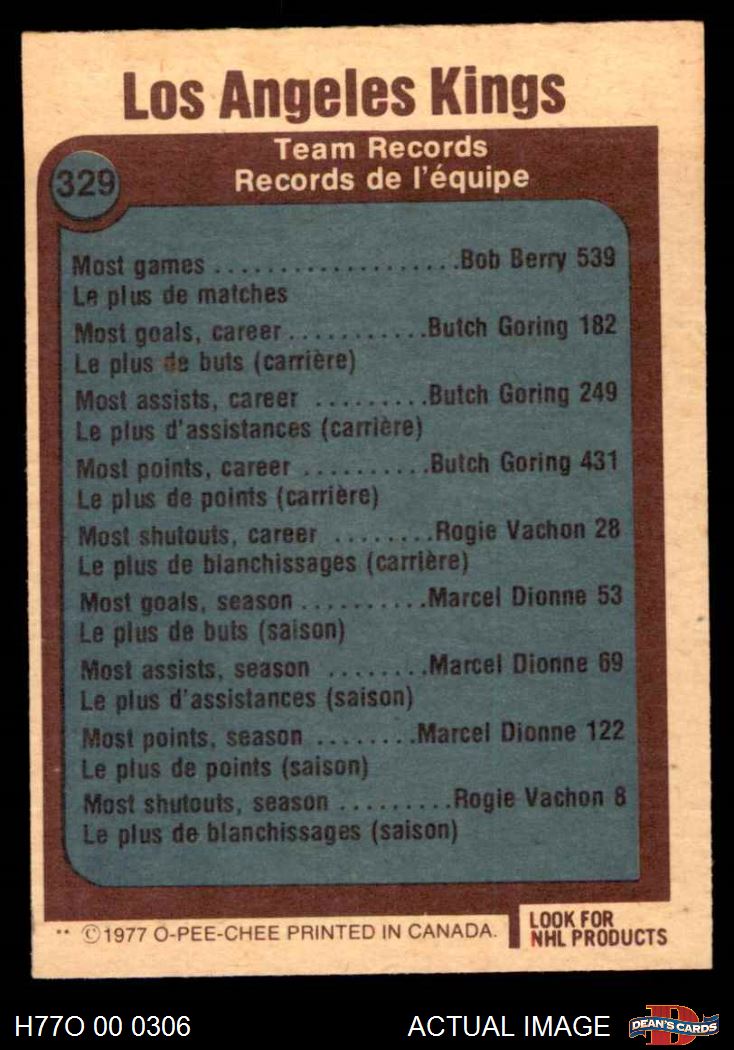 Los Angeles Kings
Team Records
Records de l'équipe
329
Most games ...................Bob Berry 539
Le plus de matches
Most goals, career...........Butch Goring 182
Le plus de buts (carrière)
Most assists, career .........Butch Goring 249
Le plus d'assistances (carrière)
Most points, career ..........Butch Goring 431
Le plus de points (carrière)
Most shutouts, career ........Rogie Vachon 28
Le plus de blanchissages (carrière)
Most goals, season..........Marcel Dionne 53
Le plus de buts (saison)
Most assists, season ........Marcel Dionne 69
Le plus d'assistances (saison)
Most points, season ........Marcel Dionne 122
Le plus de points (saison)
Most shutouts, season .........Rogie Vachon 8
Le plus de blanchissages (saison)
** ©1977 O-PEE-CHEE PRINTED IN CANADA.
LOOK FOR
NHL PRODUCTS
H77O 00 0306
ACTUAL IMAGE
DEAN'S CARDS